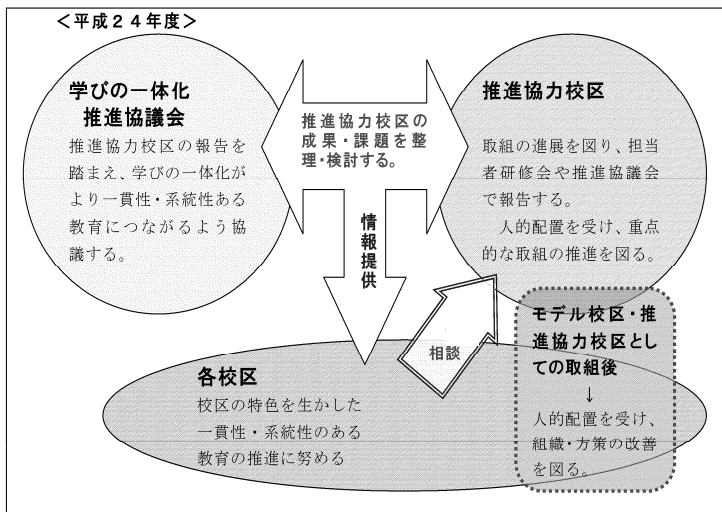 ＜平成２４年度＞
学びの一体化
推進協議会
推進協力校区の報告を
踏まえ、学びの一体化が
より一貫性・系統性ある
教育につながるよう協
議する。
推進協力校区の
成果・課題を整
理・検討する。
情報提供
推進協力校区
取組の進展を図り、担当
者研修会や推進協議会
で報告する。
人的配置を受け、重点
的な取組の推進を図る。
相談
各校区
校区の特色を生かした
一貫性・系統性のある
教育の推進に努める
モデル校区・推
進協力校区とし
ての取組後
↓
人的配置を受け、
組織・方策の改善
を図る。